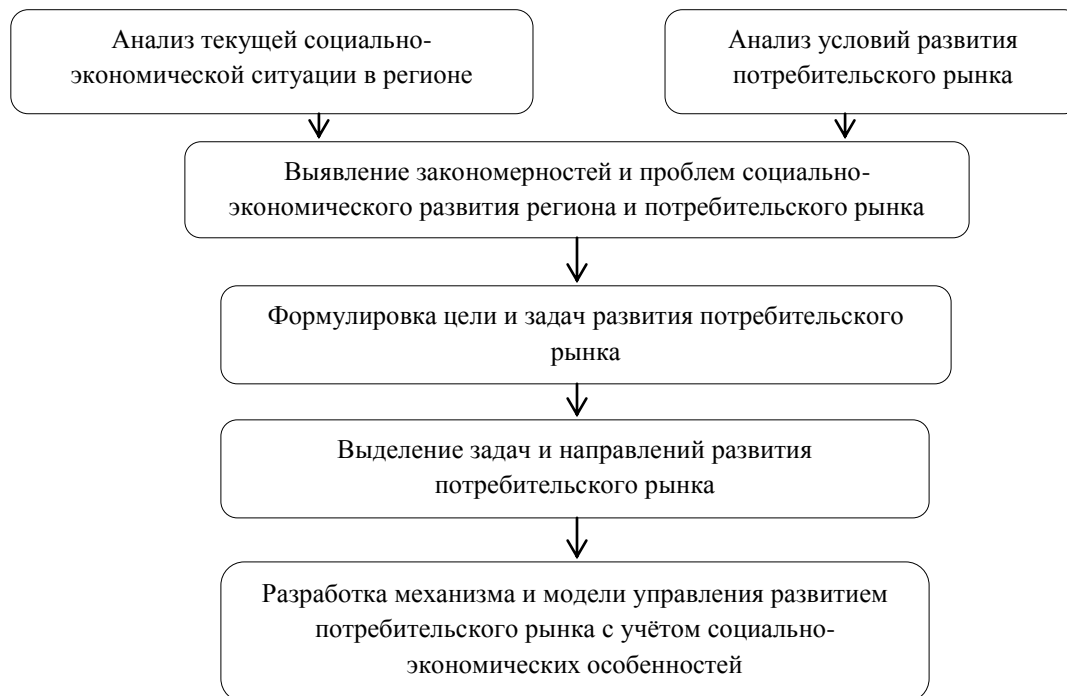 Анализ текущей социально-
экономической ситуации в регионе
Анализ условий развития
потребительского рынка
Выявление закономерностей и проблем социально-
экономического развития региона и потребительского рынка
Формулировка цели и задач развития потребительского
рынка
Выделение задач и направлений развития
потребительского рынка
Разработка механизма и модели управления развитием
потребительского рынка с учётом социально-
экономических особенностей